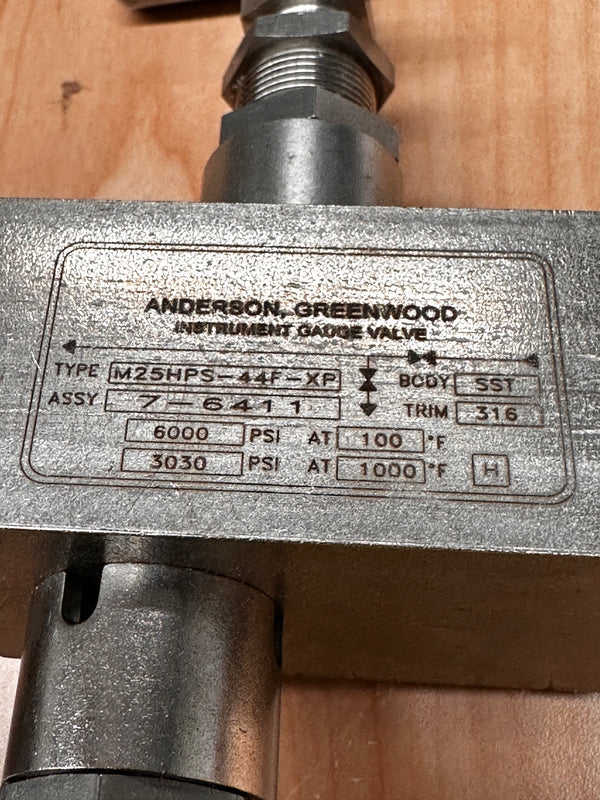 ANDERSON, GREENWOOD
INSTRUMENT GAUGE VALVE
TYPE M25HPS-44F-XP BODY SST
ASSY 7-6411 TRIM 316
6000 PSI AT 100 °F
3030 PSI AT 1000 °F H